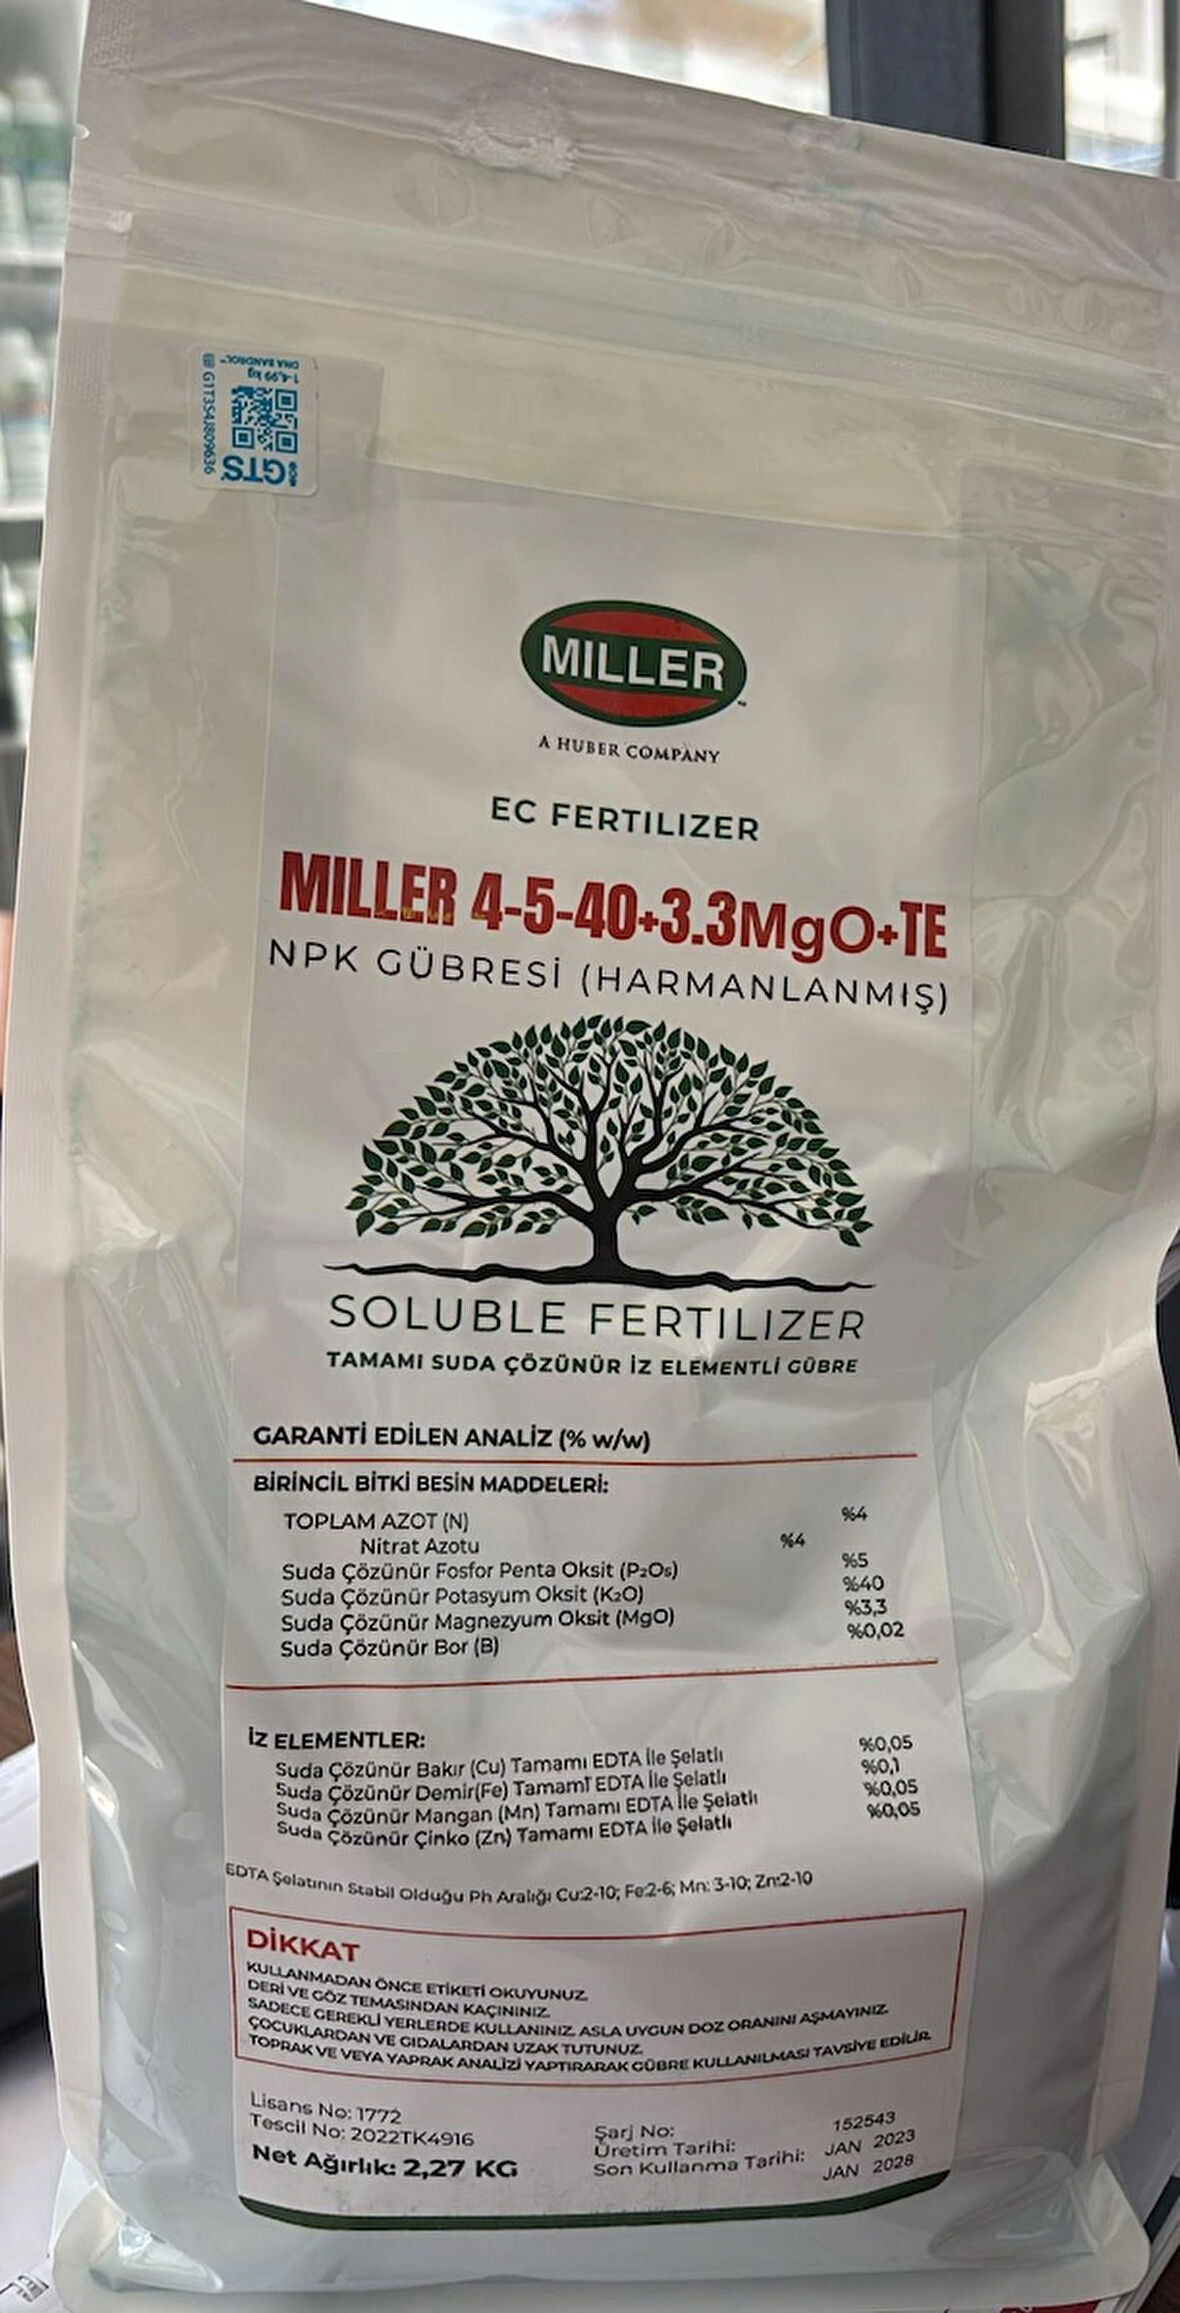 GTS
1-4,99 kg
DNA BANDROL™
G1T3S4J809636
MILLER™
A HUBER COMPANY
EC FERTILIZER
MILLER 4-5-40+3.3MgO+TE
NPK GÜBRESİ (HARMANLANMIŞ)
SOLUBLE FERTILIZER
TAMAMI SUDA ÇÖZÜNÜR İZ ELEMENTLİ GÜBRE
GARANTİ EDİLEN ANALİZ (% w/w)
BİRİNCİL BİTKİ BESİN MADDELERİ:
TOPLAM AZOT (N) %4
Nitrat Azotu %4
Suda Çözünür Fosfor Penta Oksit (P₂O₅) %5
Suda Çözünür Potasyum Oksit (K₂O) %40
Suda Çözünür Magnezyum Oksit (MgO) %3,3
Suda Çözünür Bor (B) %0,02
İZ ELEMENTLER:
Suda Çözünür Bakır (Cu) Tamamı EDTA İle Şelatlı %0,05
Suda Çözünür Demir(Fe) Tamamı EDTA İle Şelatlı %0,1
Suda Çözünür Mangan (Mn) Tamamı EDTA İle Şelatlı %0,05
Suda Çözünür Çinko (Zn) Tamamı EDTA İle Şelatlı %0,05
EDTA Şelatının Stabil Olduğu Ph Aralığı Cu:2-10; Fe:2-6; Mn: 3-10; Zn:2-10
DİKKAT
KULLANMADAN ÖNCE ETİKETİ OKUYUNUZ.
DERİ VE GÖZ TEMASINDAN KAÇININIZ.
SADECE GEREKLİ YERLERDE KULLANINIZ. ASLA UYGUN DOZ ORANINI AŞMAYINIZ.
ÇOCUKLARDAN VE GIDALARDAN UZAK TUTUNUZ.
TOPRAK VE VEYA YAPRAK ANALİZİ YAPTIRARAK GÜBRE KULLANILMASI TAVSİYE EDİLİR.
Lisans No: 1772
Tescil No: 2022TK4916
Net Ağırlık: 2,27 KG
Şarj No: 152543
Üretim Tarihi: JAN 2023
Son Kullanma Tarihi: JAN 2028